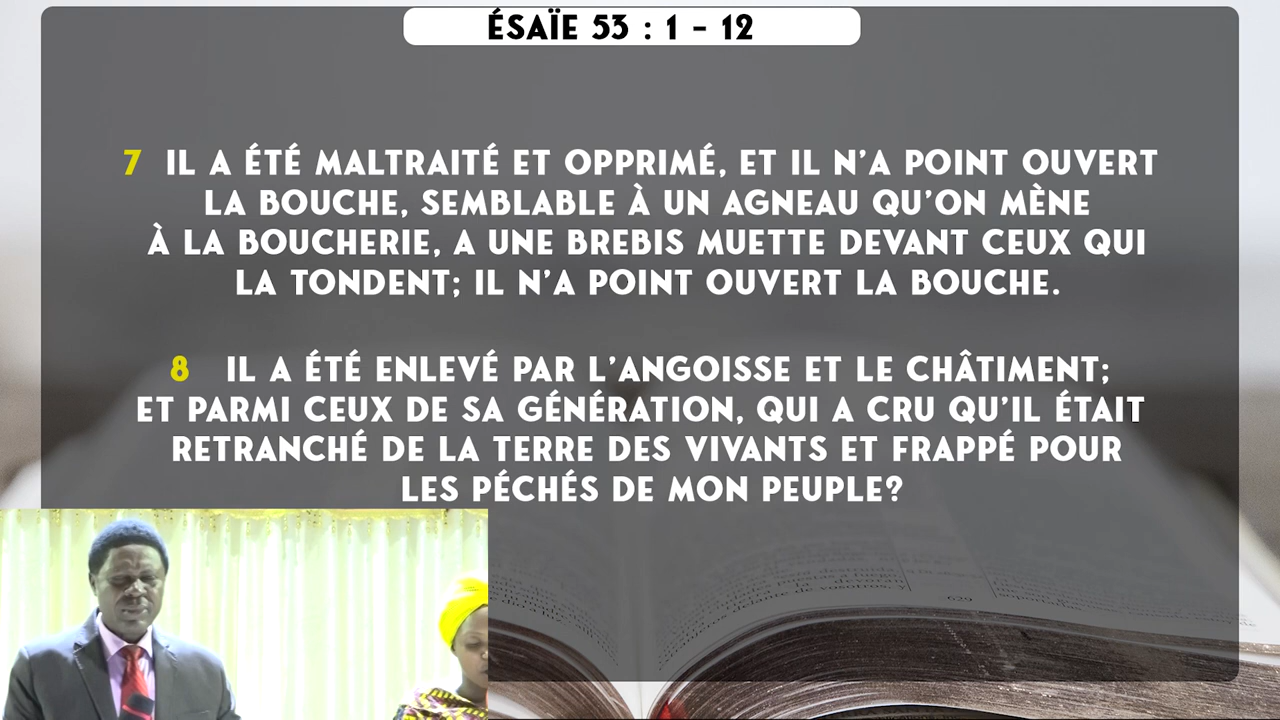 ÉSAÏE 53 : 1 - 12
7 IL A ÉTÉ MALTRAITÉ ET OPPRIMÉ, ET IL N'A POINT OUVERT
LA BOUCHE, SEMBLABLE À UN AGNEAU QU'ON MÈNE
À LA BOUCHERIE, A UNE BREBIS MUETTE DEVANT CEUX QUI
LA TONDENT; IL N'A POINT OUVERT LA BOUCHE.
8 IL A ÉTÉ ENLEVÉ PAR L'ANGOISSE ET LE CHÂTIMENT;
ET PARMI CEUX DE SA GÉNÉRATION, QUI A CRU QU'IL ÉTAIT
RETRANCHÉ DE LA TERRE DES VIVANTS ET FRAPPÉ POUR
LES PÉCHÉS DE MON PEUPLE?
629